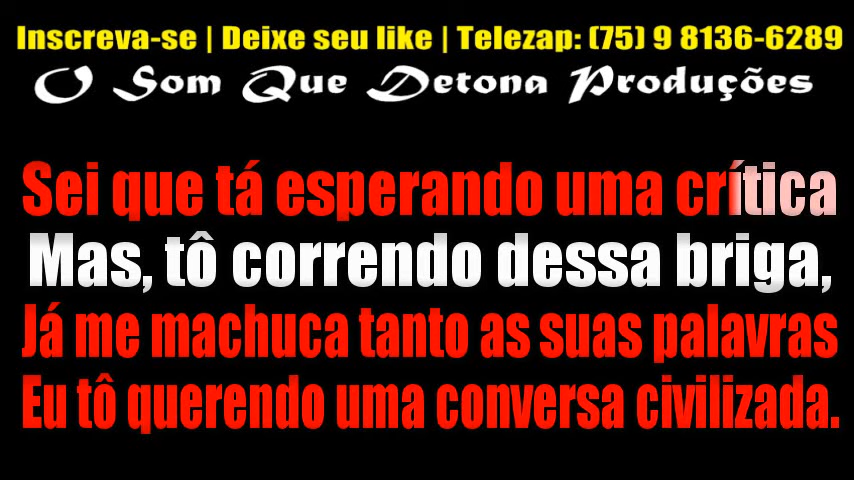 Inscreva-se | Deixe seu like | Telezap: (75) 9 8136-6289
O Som Que Detona Produções
Sei que tá esperando uma crítica
Mas, tô correndo dessa briga,
Já me machuca tanto as suas palavras
Eu tô querendo uma conversa civilizada.